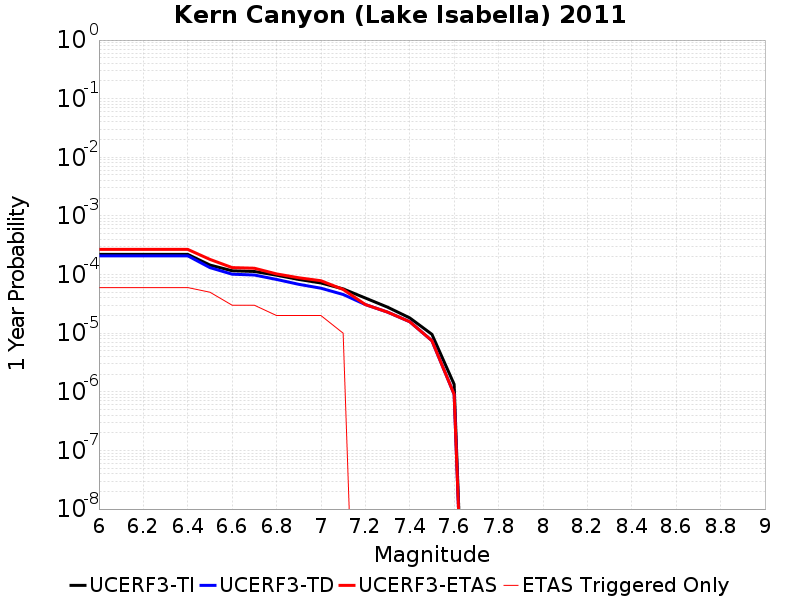 Kern Canyon (Lake Isabella) 2011
10^0
10^-1
10^-2
10^-3
10^-4
10^-5
10^-6
10^-7
10^-8
1 Year Probability
6 6.2 6.4 6.6 6.8 7 7.2 7.4 7.6 7.8 8 8.2 8.4 8.6 8.8 9
Magnitude
UCERF3-TI UCERF3-TD UCERF3-ETAS ETAS Triggered Only